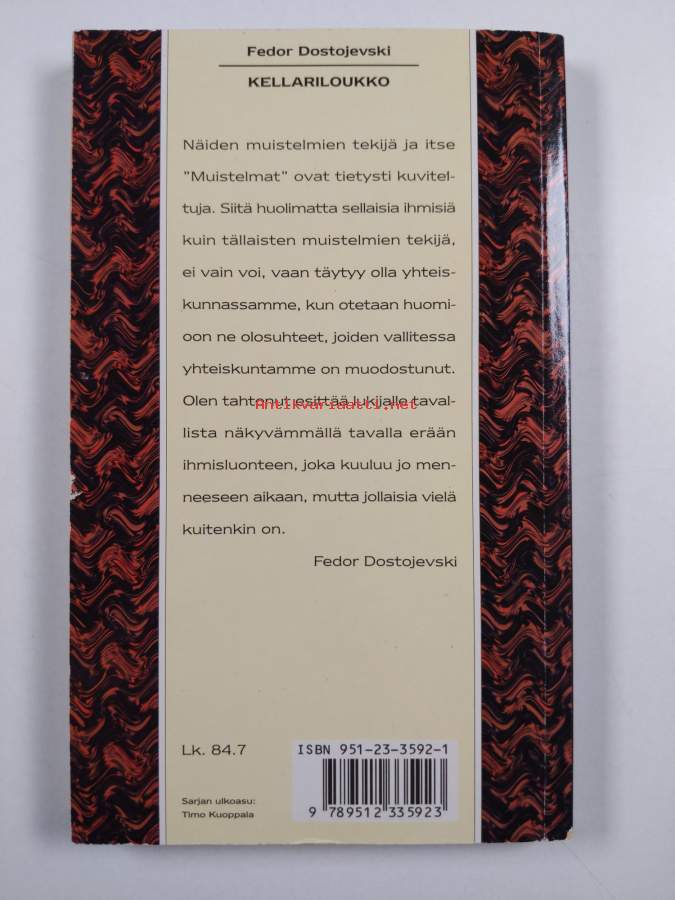 Fedor Dostojevski
KELLARILOUKKO
Näiden muistelmien tekijä ja itse
"Muistelmat" ovat tietysti kuvitel-
tuja. Siitä huolimatta sellaisia ihmisiä
kuin tällaisten muistelmien tekijä,
ei vain voi, vaan täytyy olla yhteis-
kunnassamme, kun otetaan huomi-
oon ne olosuhteet, joiden vallitessa
yhteiskuntamme on muodostunut.
Olen tahtonut esittää lukijalle taval-
Antikvariaatti.net
lista näkyvämmällä tavalla erään
ihmisluonteen, joka kuuluu jo men-
neeseen aikaan, mutta jollaisia vielä
kuitenkin on.
Fedor Dostojevski
Lk. 84.7
ISBN 951-23-3592-1
Sarjan ulkoasu:
Timo Kuoppala
9 789512 335923